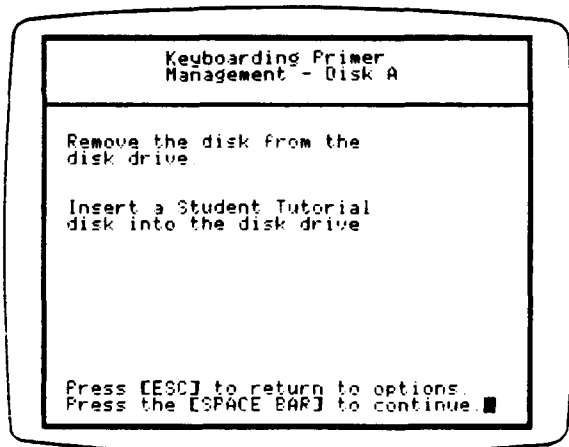 Keyboarding Primer
Management - Disk A
Remove the disk from the
disk drive
Insert a Student Tutorial
disk into the disk drive
Press [ESC] to return to options.
Press the [SPACE BAR] to continue.